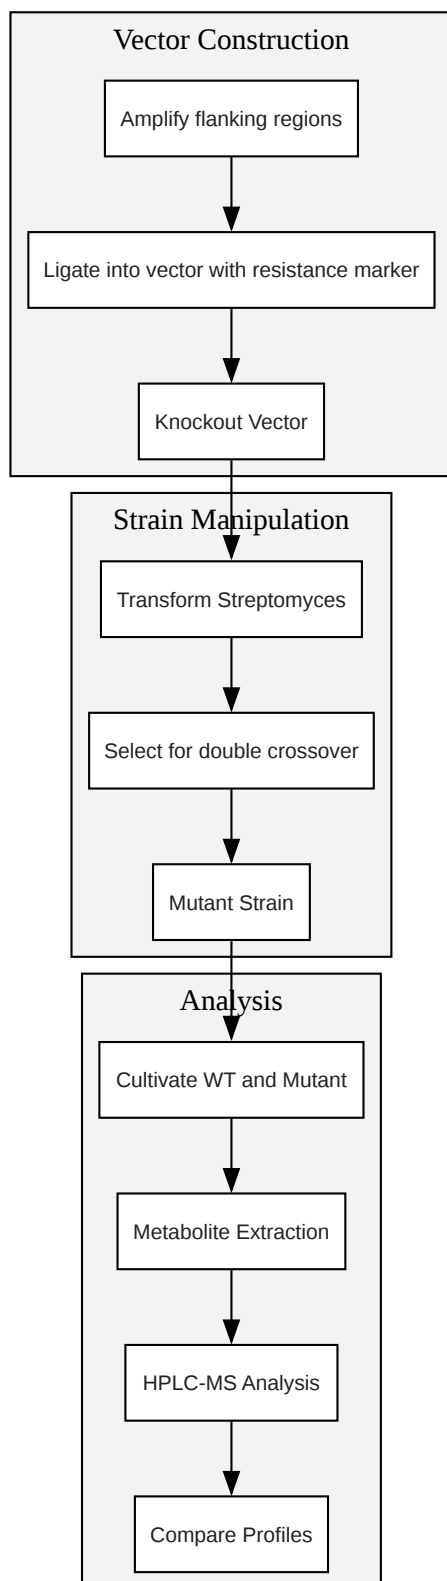 Vector Construction
Amplify flanking regions
Ligate into vector with resistance marker
Knockout Vector
Strain Manipulation
Transform Streptomyces
Select for double crossover
Mutant Strain
Analysis
Cultivate WT and Mutant
Metabolite Extraction
HPLC-MS Analysis
Compare Profiles